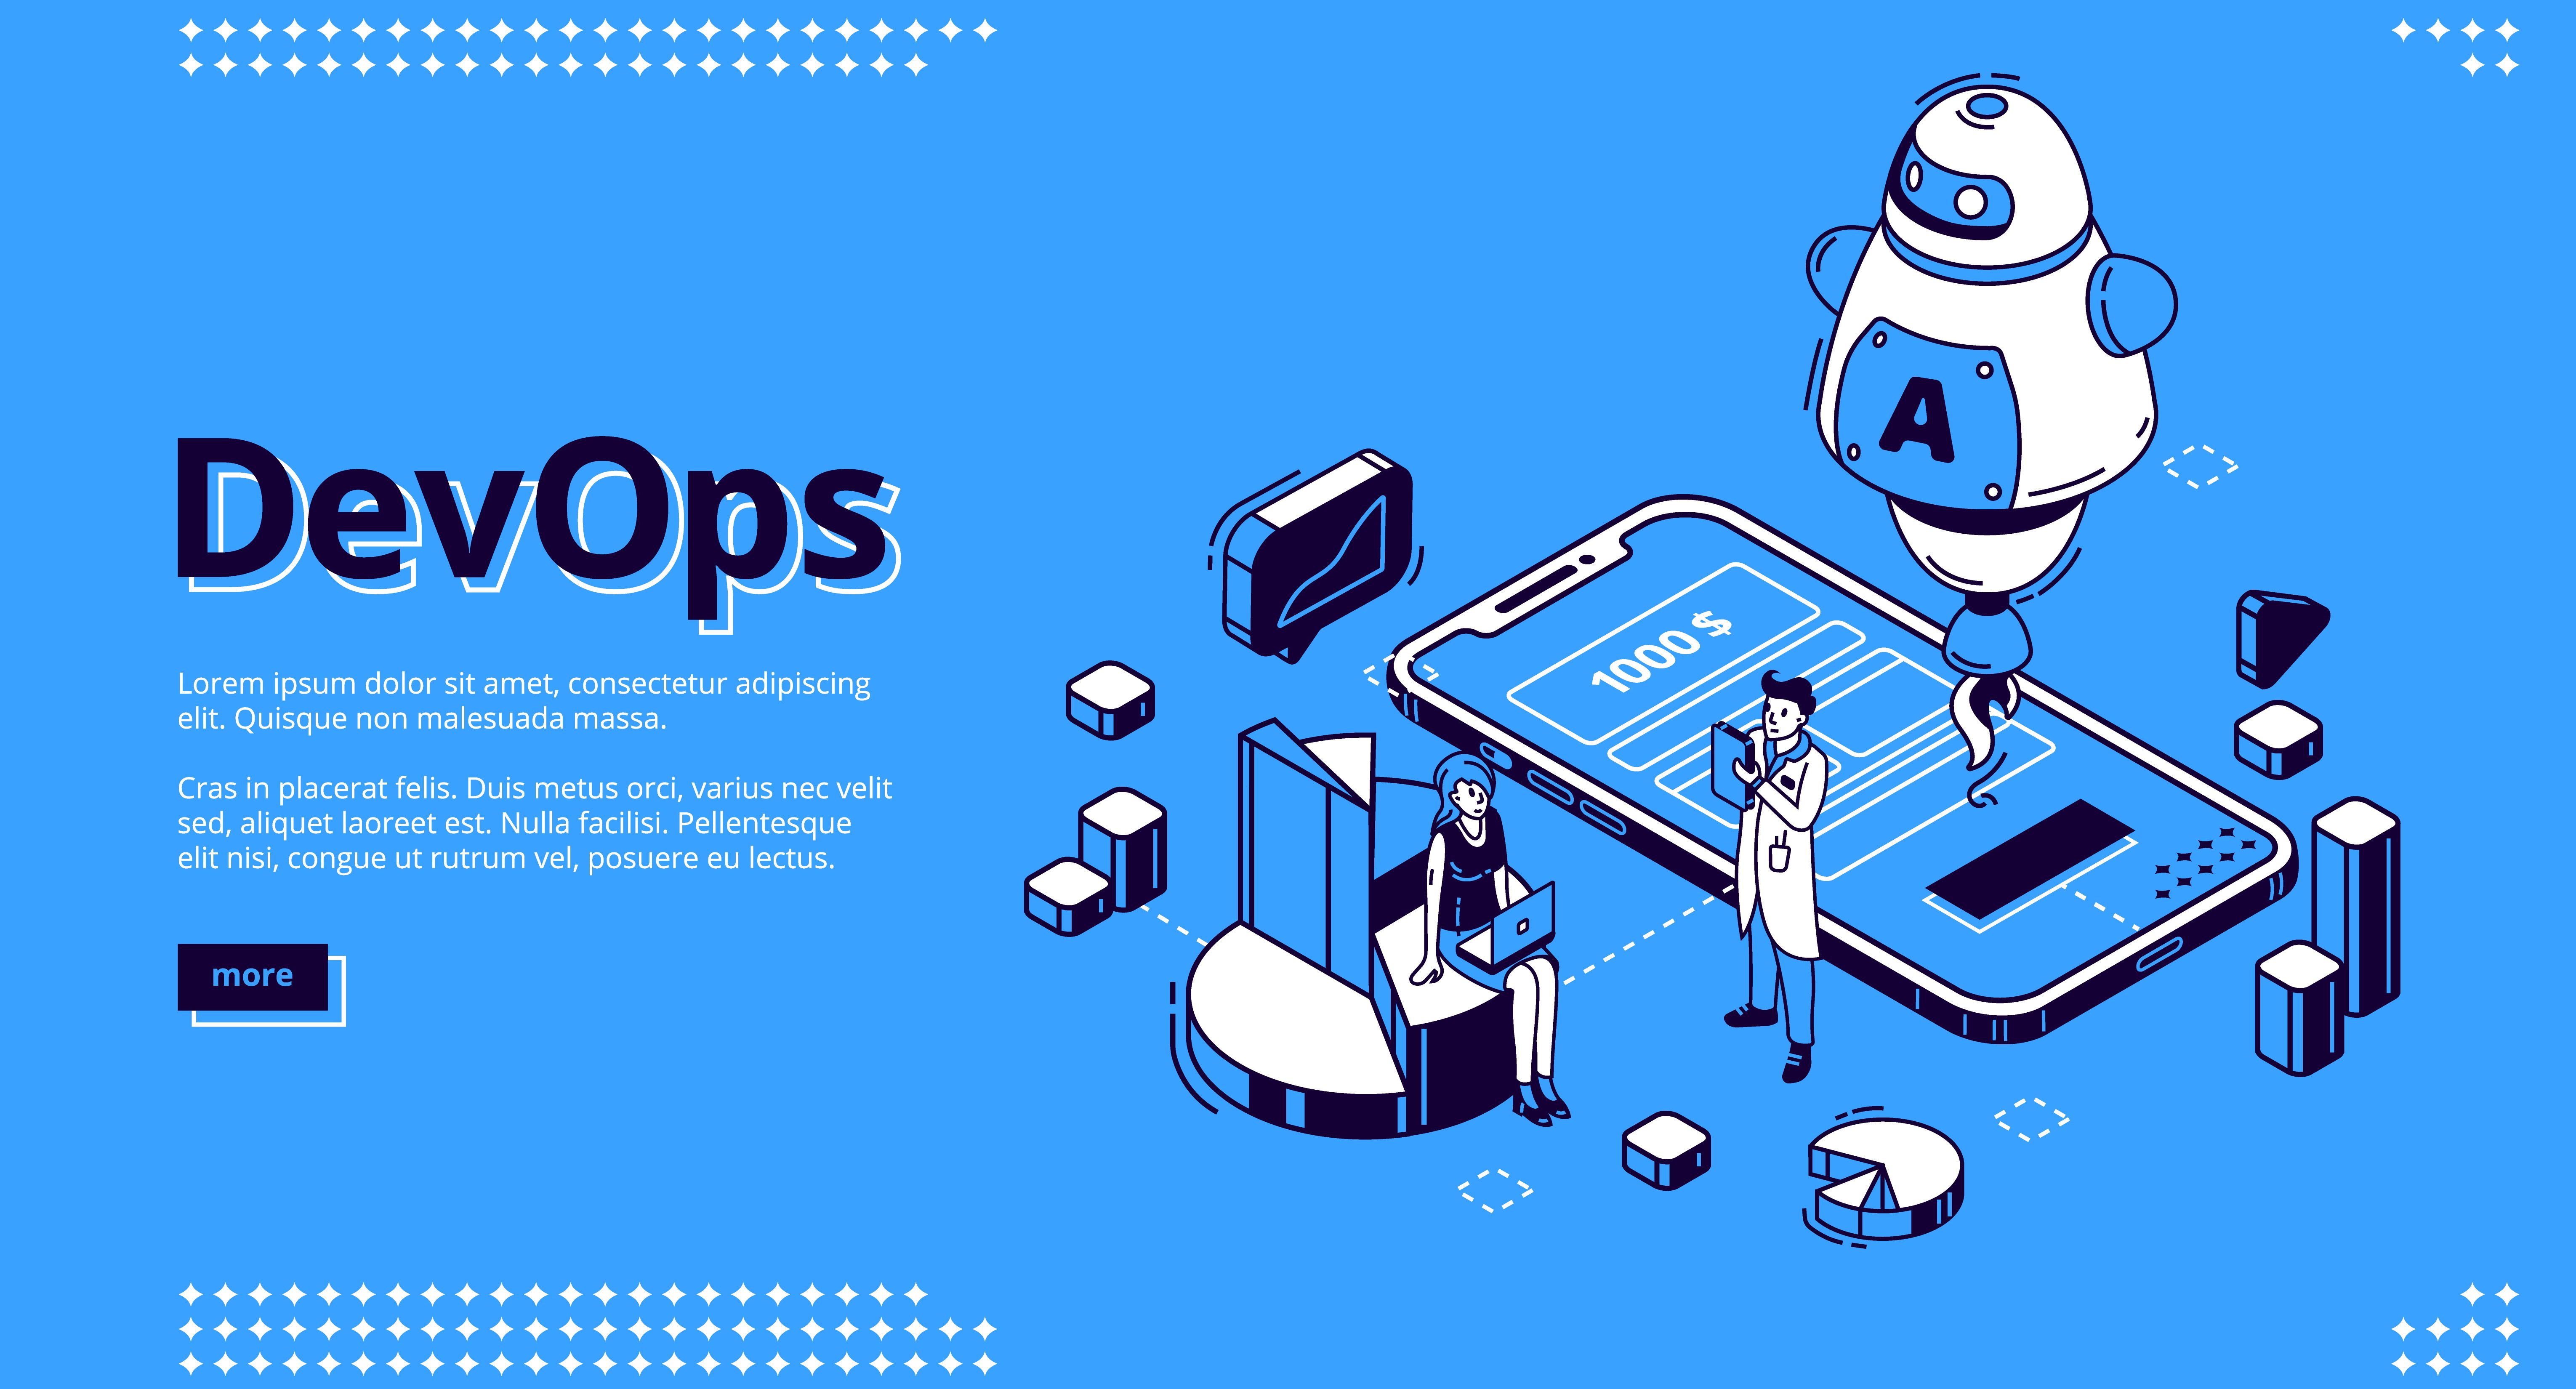 DevOps
Lorem ipsum dolor sit amet, consectetur adipiscing
elit. Quisque non malesuada massa.
Cras in placerat felis. Duis metus orci, varius nec velit
sed, aliquet laoreet est. Nulla facilisi. Pellentesque
elit nisi, congue ut rutrum vel, posuere eu lectus.
more
A
1000 $